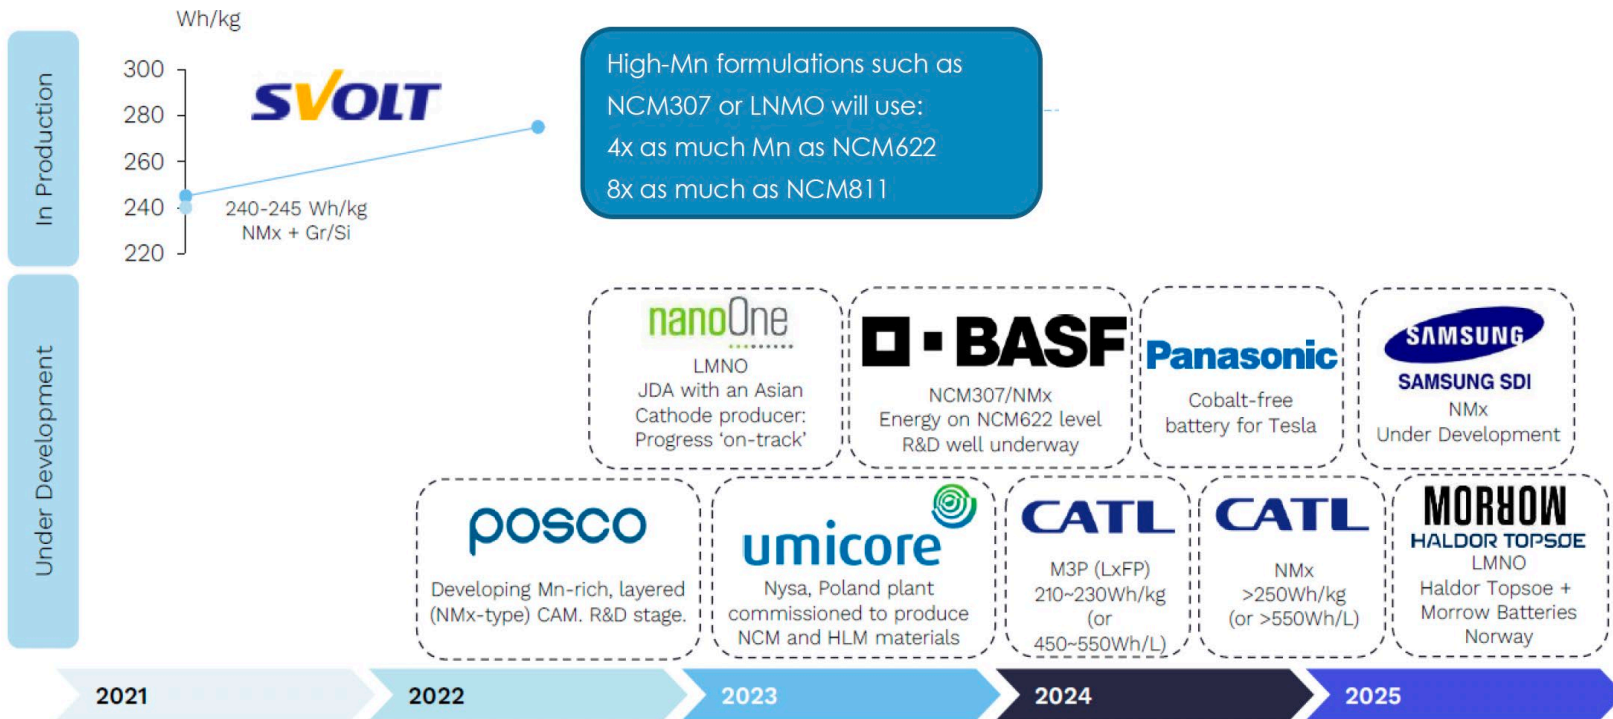 Wh/kg
In Production
300
280
260
240
220
SVOLT
240-245 Wh/kg
NMx + Gr/Si
High-Mn formulations such as
NCM307 or LNMO will use:
4x as much Mn as NCM622
8x as much as NCM811
Under Development
nanoOne
LMNO
JDA with an Asian
Cathode producer:
Progress ‘on-track’
BASF
NCM307/NMx
Energy on NCM622 level
R&D well underway
Panasonic
Cobalt-free
battery for Tesla
SAMSUNG
SAMSUNG SDI
NMx
Under Development
posco
Developing Mn-rich, layered
(NMx-type) CAM. R&D stage.
umicore
Nysa, Poland plant
commissioned to produce
NCM and HLM materials
CATL
M3P (LxFP)
210~230Wh/kg
(or
450~550Wh/L)
CATL
NMx
>250Wh/kg
(or >550Wh/L)
MORROW
HALDOR TOPSØE
LMNO
Haldor Topsoe +
Morrow Batteries
Norway
2021
2022
2023
2024
2025